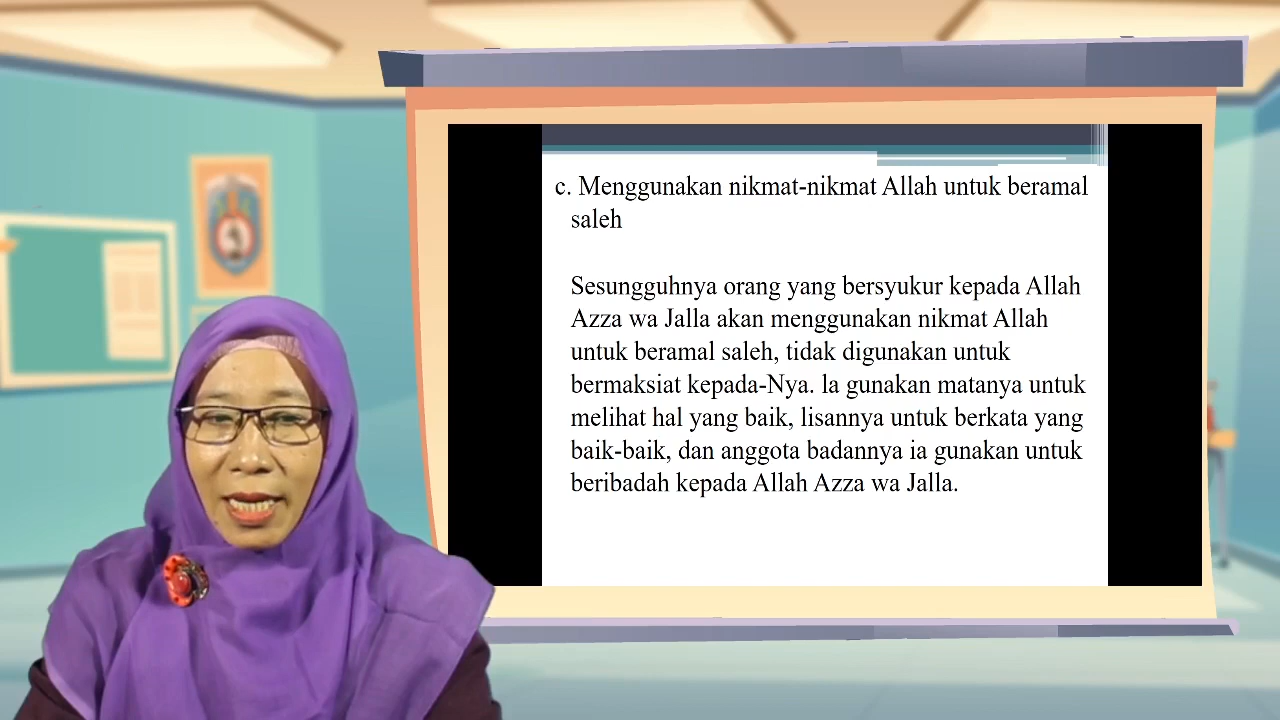 c. Menggunakan nikmat-nikmat Allah untuk beramal
saleh
Sesungguhnya orang yang bersyukur kepada Allah
Azza wa Jalla akan menggunakan nikmat Allah
untuk beramal saleh, tidak digunakan untuk
bermaksiat kepada-Nya. la gunakan matanya untuk
melihat hal yang baik, lisannya untuk berkata yang
baik-baik, dan anggota badannya ia gunakan untuk
beribadah kepada Allah Azza wa Jalla.